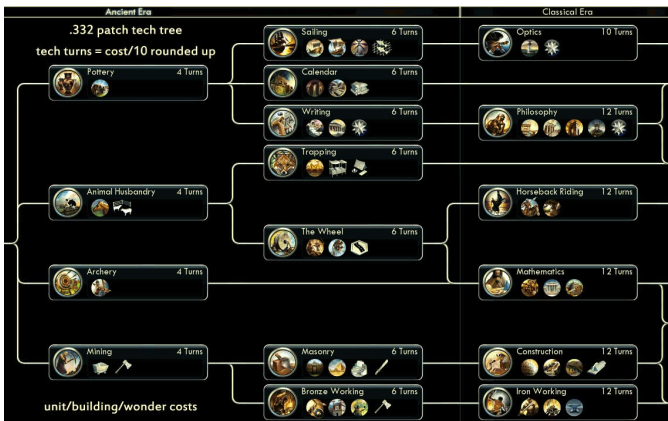 Ancient Era
Classical Era
.332 patch tech tree
tech turns = cost/10 rounded up
Sailing 6 Turns
Optics 10 Turns
Pottery 4 Turns
Calendar 6 Turns
Writing 6 Turns
Philosophy 12 Turns
Trapping 6 Turns
Animal Husbandry 4 Turns
Horseback Riding 12 Turns
The Wheel 6 Turns
Archery 4 Turns
Mathematics 12 Turns
Mining 4 Turns
Masonry 6 Turns
Construction 12 Turns
Bronze Working 6 Turns
Iron Working 12 Turns
unit/building/wonder costs